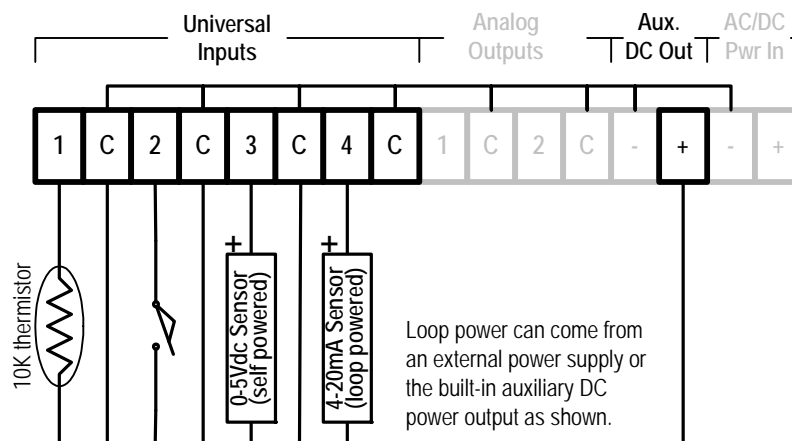 Universal
Inputs
Analog
Outputs
Aux.
DC Out
AC/DC
Pwr In
1 C 2 C 3 C 4 C 1 C 2 C - + - +
+ +
10K thermistor
0-5Vdc Sensor
(self powered)
4-20mA Sensor
(loop powered)
Loop power can come from
an external power supply or
the built-in auxiliary DC
power output as shown.